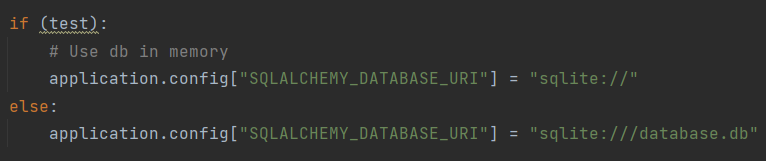 if (test):
    # Use db in memory
    application.config["SQLALCHEMY_DATABASE_URI"] = "sqlite://"
else:
    application.config["SQLALCHEMY_DATABASE_URI"] = "sqlite:///database.db"